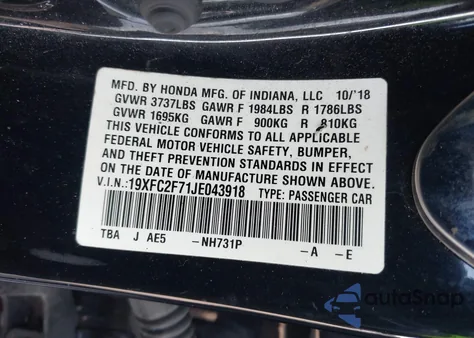 MFD. BY HONDA MFG. OF INDIANA, LLC 10/'18
GVWR 3737LBS GAWR F 1984LBS R 1786LBS
GVWR 1695KG GAWR F 900KG R 810KG
THIS VEHICLE CONFORMS TO ALL APPLICABLE
FEDERAL MOTOR VEHICLE SAFETY, BUMPER,
AND THEFT PREVENTION STANDARDS IN EFFECT
ON THE DATE OF MANUFACTURE SHOWN ABOVE.
V.I.N.: 19XFC2F71JE043918 TYPE: PASSENGER CAR
TBA J AE5 -NH731P -A -E
autoSnap